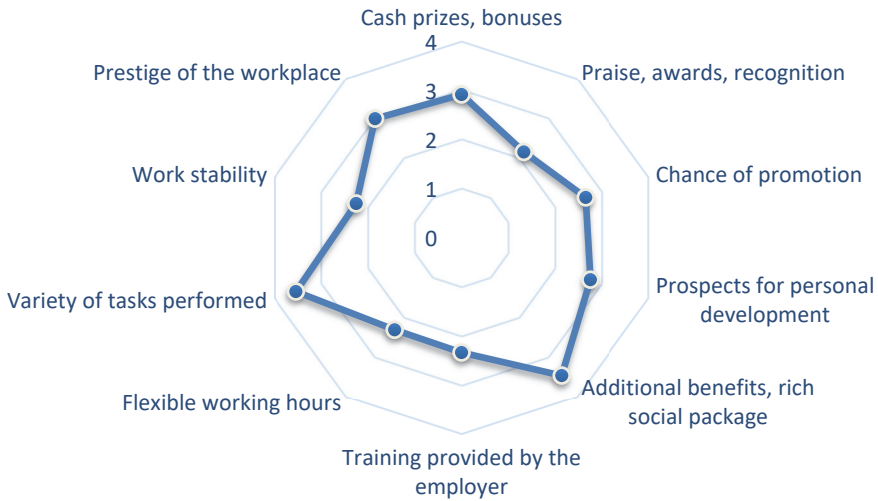 Cash prizes, bonuses
4
Prestige of the workplace
Praise, awards, recognition
3
2
Work stability
Chance of promotion
1
0
Variety of tasks performed
Prospects for personal
development
Flexible working hours
Additional benefits, rich
social package
Training provided by the
employer